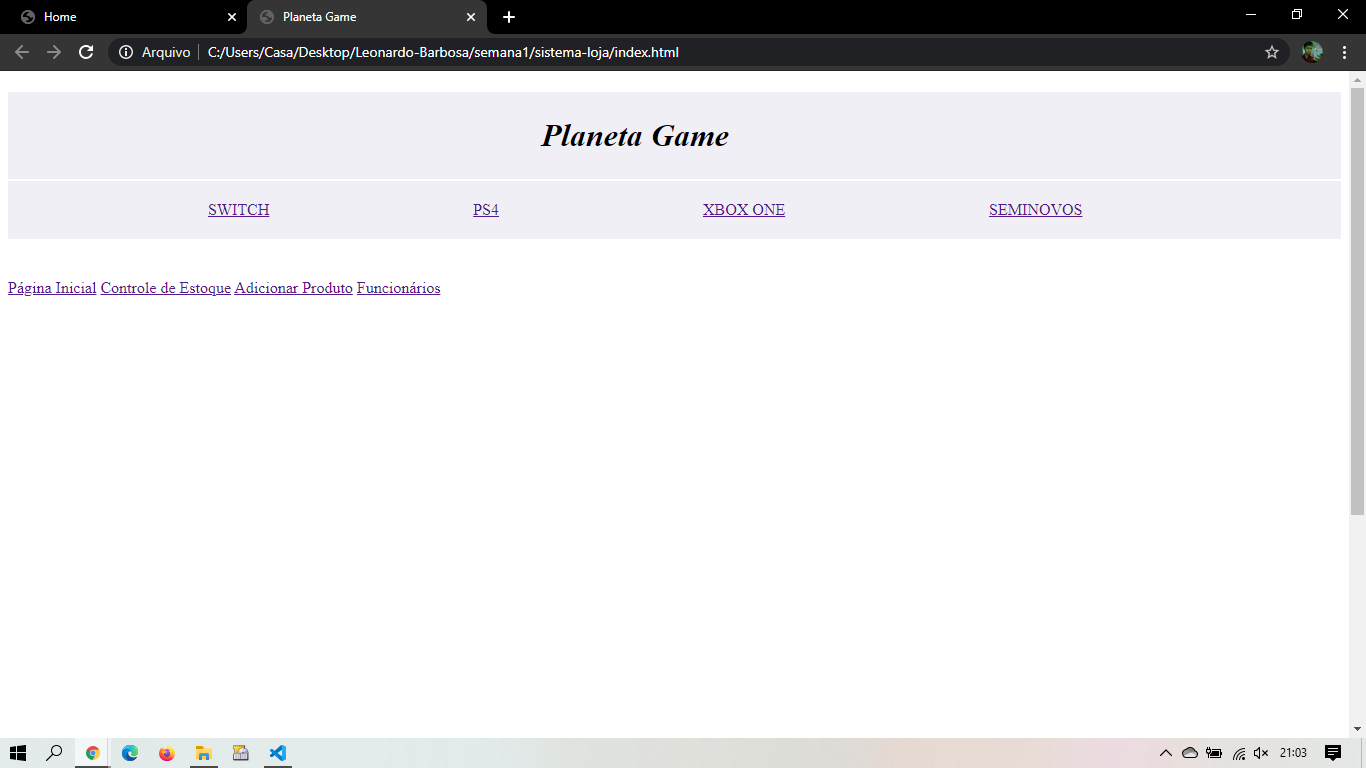 Home
Planeta Game
Arquivo C:/Users/Casa/Desktop/Leonardo-Barbosa/semana1/sistema-loja/index.html
Planeta Game
SWITCH PS4 XBOX ONE SEMINOVOS
Página Inicial Controle de Estoque Adicionar Produto Funcionários
21:03